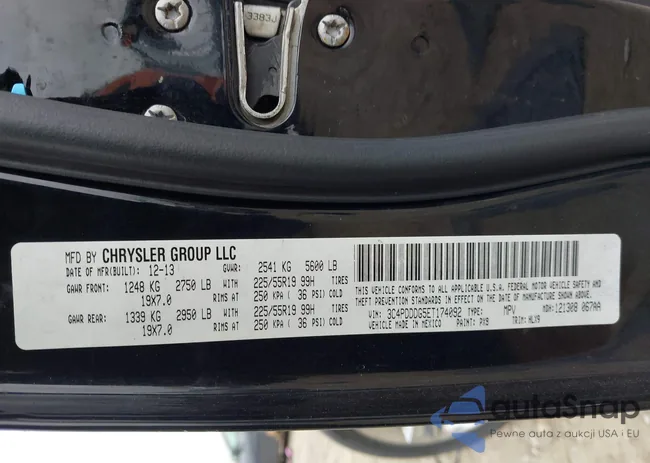 3383J
MFD BY CHRYSLER GROUP LLC
DATE OF MFR(BUILT): 12-13 GVWR: 2541 KG 5600 LB
GAWR FRONT: 1248 KG 2750 LB WITH 225/55R19 99H TIRES
19X7.0 RIMS AT 250 KPA ( 36 PSI) COLD
GAWR REAR: 1339 KG 2950 LB WITH 225/55R19 99H TIRES
19X7.0 RIMS AT 250 KPA ( 36 PSI) COLD
THIS VEHICLE CONFORMS TO ALL APPLICABLE U.S.A. FEDERAL MOTOR VEHICLE SAFETY AND THEFT PREVENTION STANDARDS IN EFFECT ON THE DATE OF MANUFACTURE SHOWN ABOVE.
VIN: 3C4PDDDG5ET174092 TYPE: MPV MDH: 121308 067AA
VEHICLE MADE IN MEXICO PAINT: PX8 TRIM: HLX9
autoSnap
Pewne auta z aukcji USA i EU